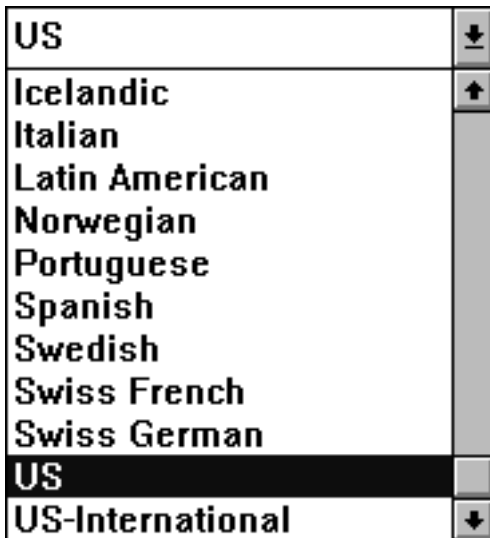 US
Icelandic
Italian
Latin American
Norwegian
Portuguese
Spanish
Swedish
Swiss French
Swiss German
US
US-International